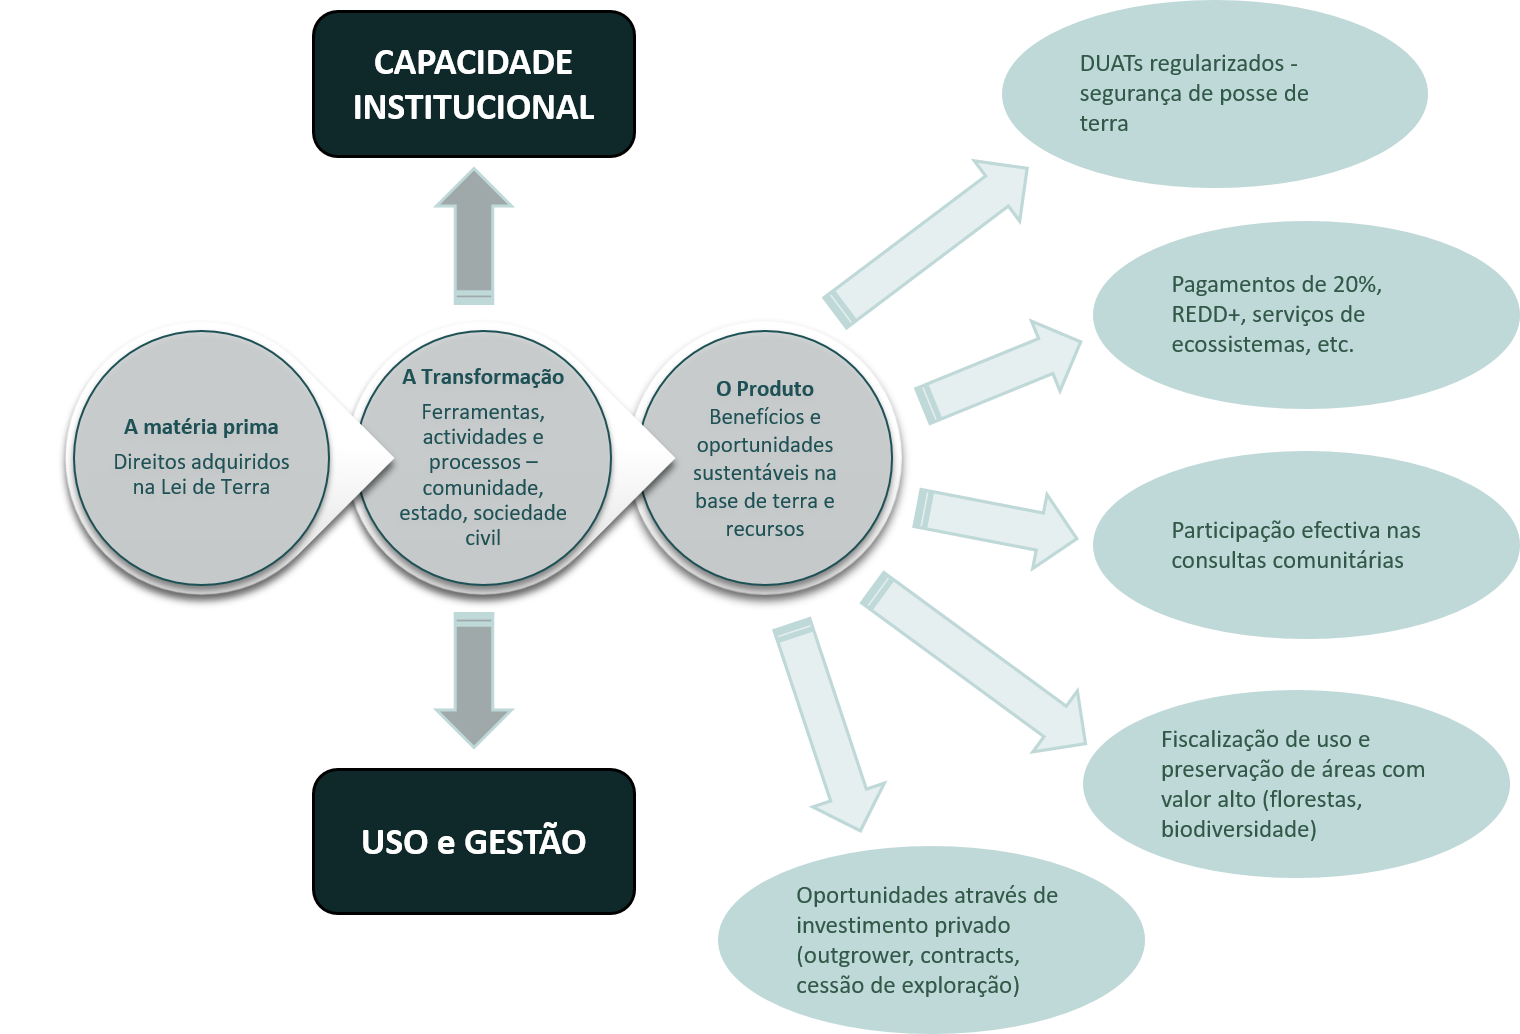 CAPACIDADE
INSTITUCIONAL
A matéria prima
Direitos adquiridos
na Lei de Terra
A Transformação
Ferramentas,
actividades e
processos –
comunidade,
estado, sociedade
civil
O Produto
Benefícios e
oportunidades
sustentáveis na
base de terra e
recursos
USO e GESTÃO
DUATs regularizados -
segurança de posse de
terra
Pagamentos de 20%,
REDD+, serviços de
ecossistemas, etc.
Participação efectiva nas
consultas comunitárias
Fiscalização de uso e
preservação de áreas com
valor alto (florestas,
biodiversidade)
Oportunidades através de
investimento privado
(outgrower, contracts,
cessão de exploração)